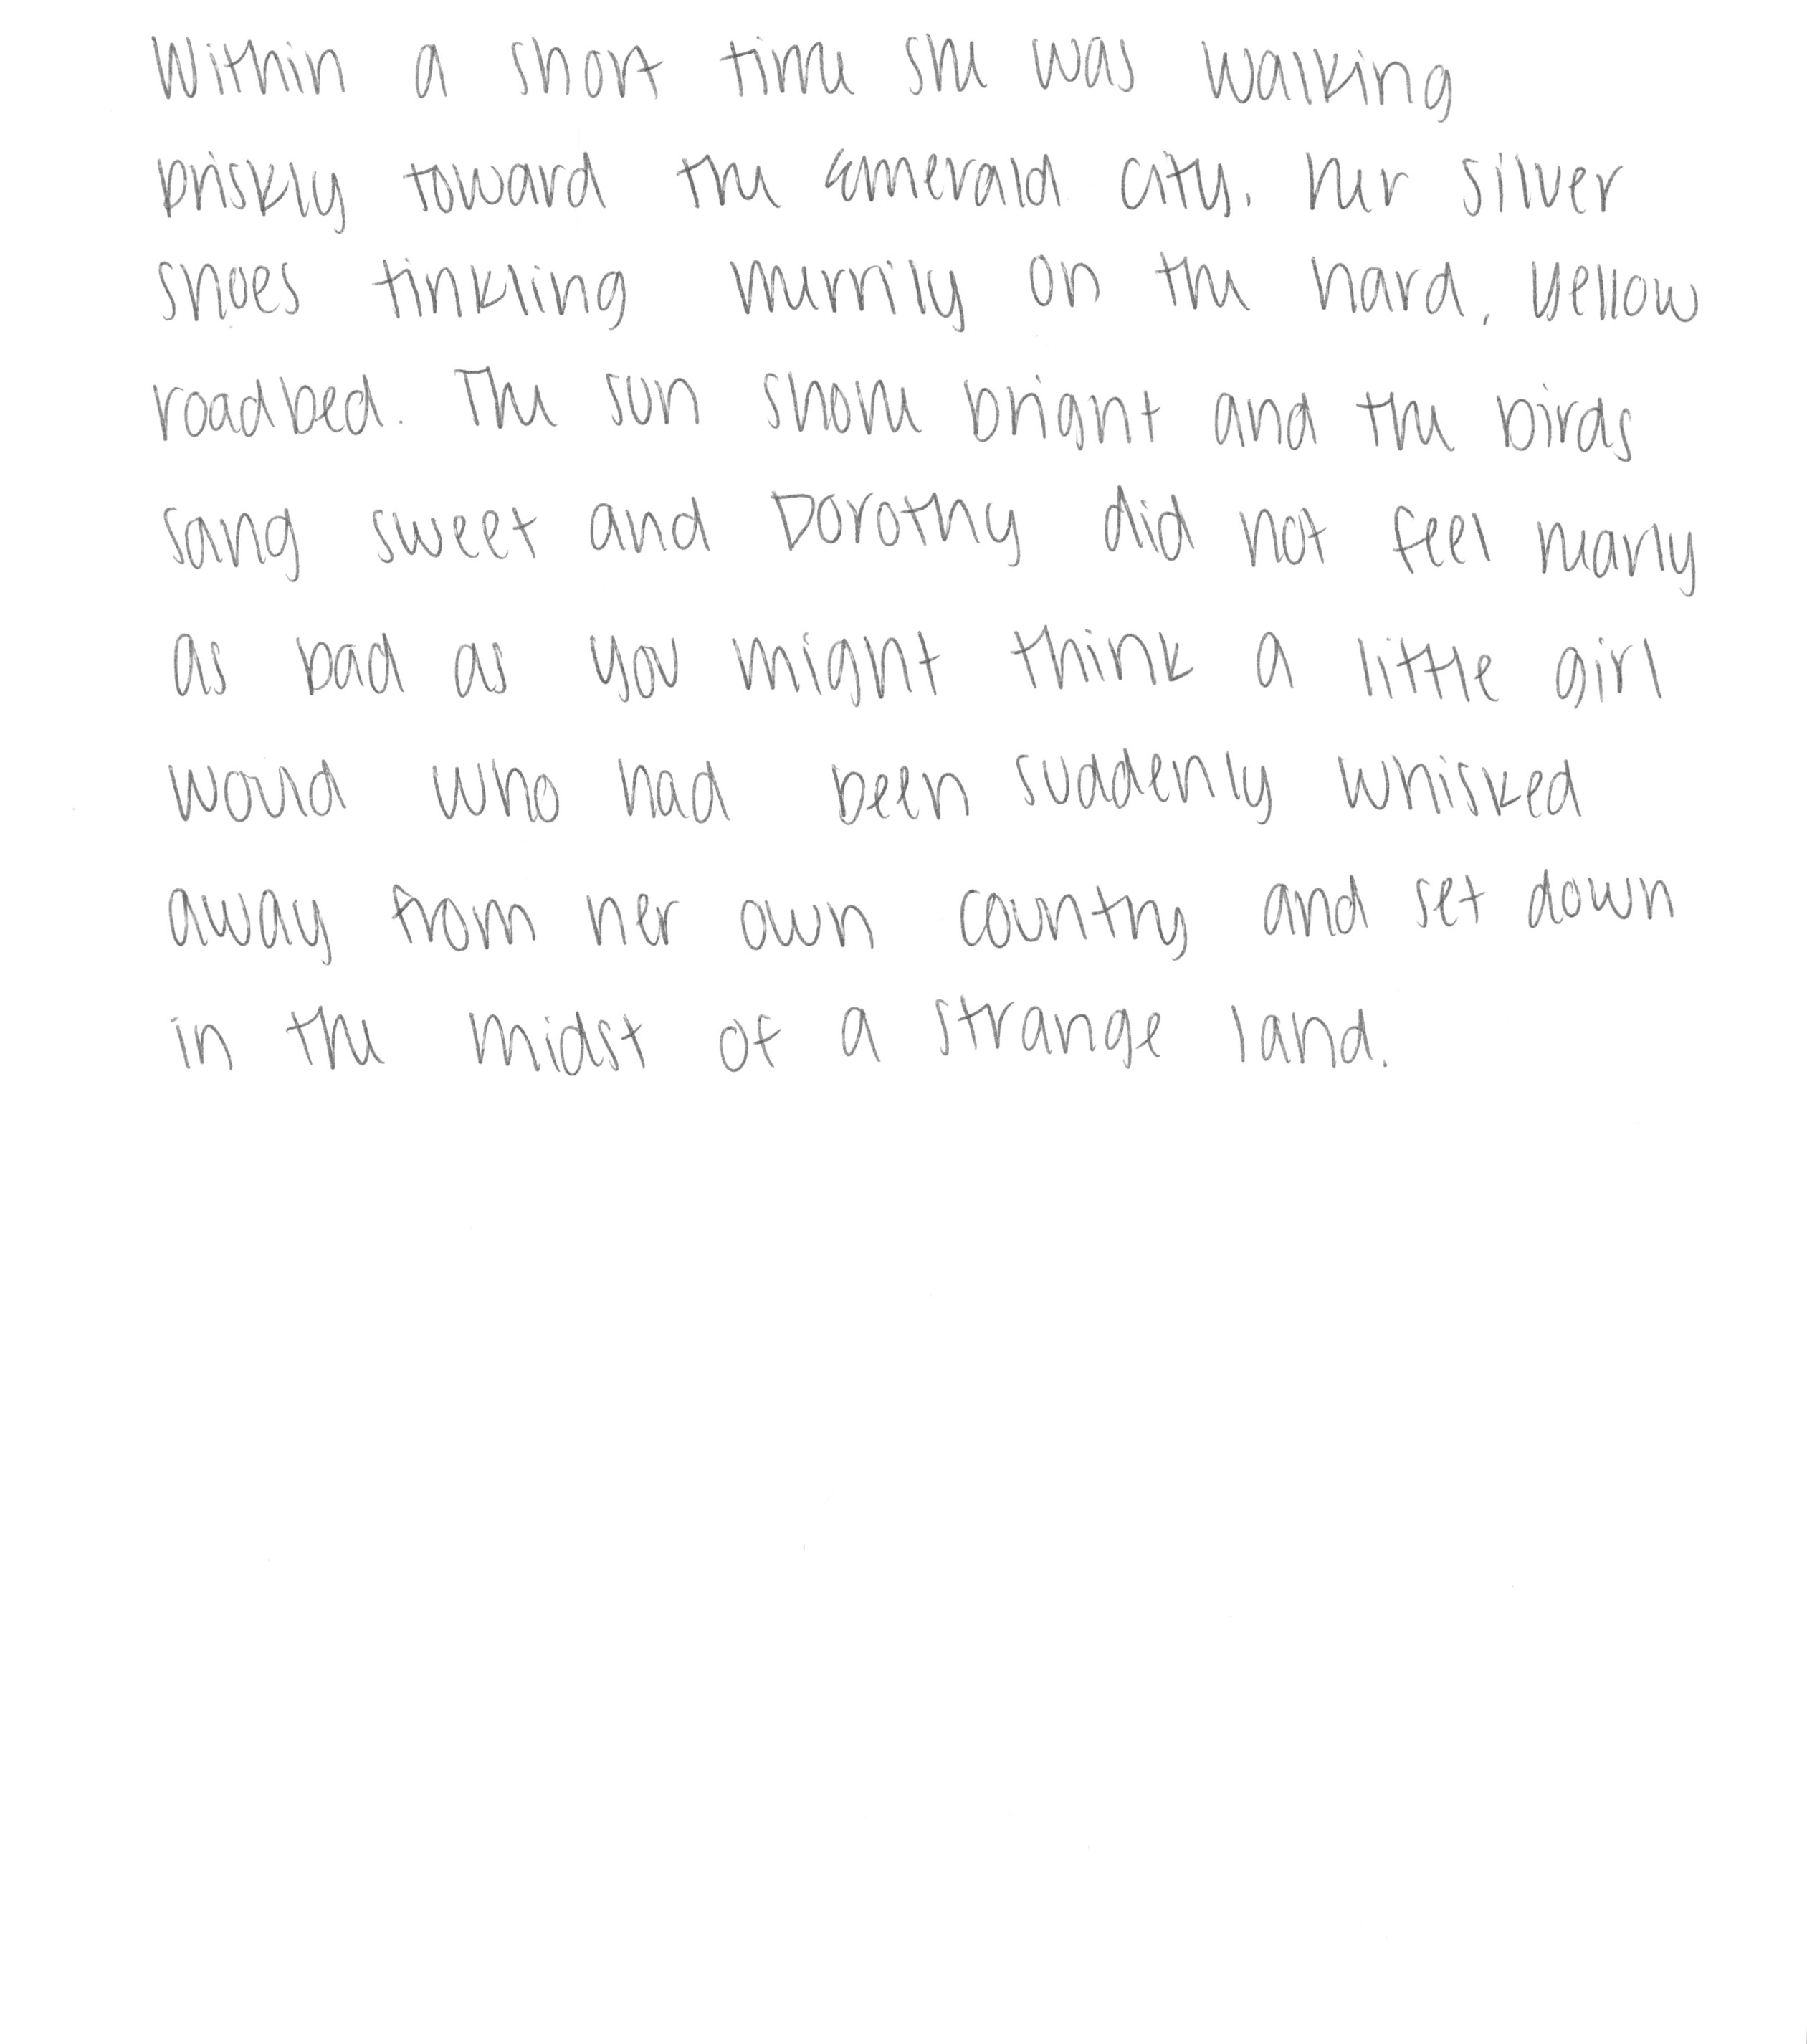 Within a short time she was walking
briskly toward the emerald city, her silver
shoes tinkling merrily on the hard, yellow
roadbed. The sun shone bright and the birds
sang sweet and Dorothy did not feel nearly
as bad as you might think a little girl
would who had been suddenly whisked
away from her own country and set down
in the midst of a strange land.